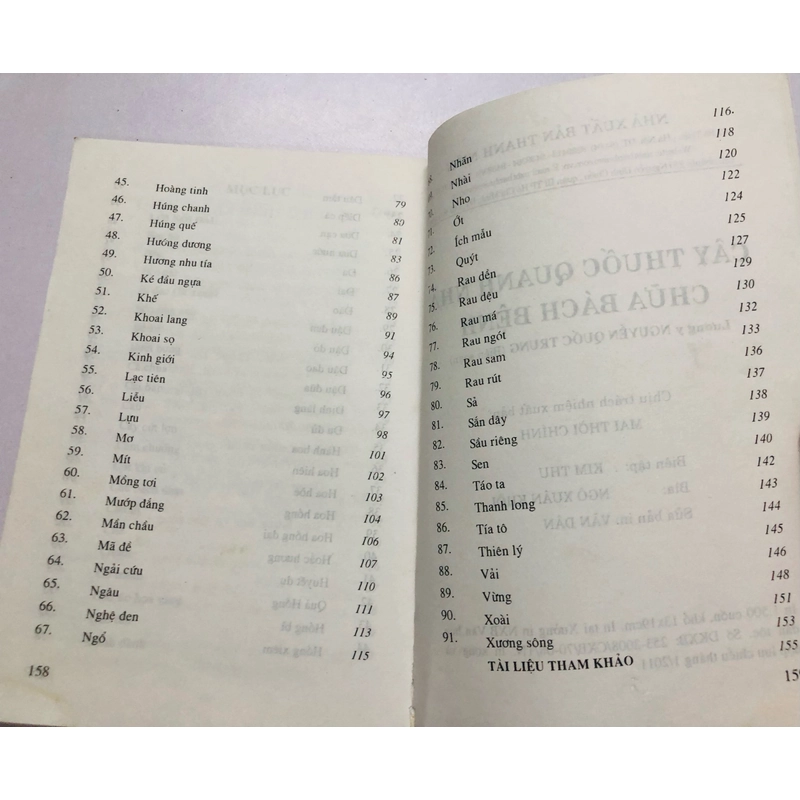 45. Hoàng tinh 79
46. Húng chanh 80
47. Húng quế 81
48. Hướng dương 83
49. Hương nhu tía 86
50. Ké đầu ngựa 87
51. Khế 89
52. Khoai lang 91
53. Khoai sọ 94
54. Kinh giới 95
55. Lạc tiên 96
56. Liễu 97
57. Lựu 98
58. Mơ 101
59. Mít 102
60. Mồng tơi 103
61. Mướp đắng 104
62. Mần chầu 106
63. Mã đề 107
64. Ngải cứu 110
65. Ngâu 111
66. Nghệ đen 113
67. Ngổ 115
158
Nhãn 116
Nhài 118
Nho 120
Ớt 122
Ích mẫu 124
73. Quýt 125
74. Rau dền 127
75. Rau dệu 129
76. Rau má 130
77. Rau ngót 132
78. Rau sam 133
79. Rau rút 136
80. Sả 137
81. Sắn dây 138
82. Sầu riêng 139
83. Sen 140
84. Táo ta 142
85. Thanh long 143
86. Tía tô 144
87. Thiên lý 145
88. Vải 146
89. Vừng 148
90. Xoài 151
91. Xương sông 153
TÀI LIỆU THAM KHẢO 155